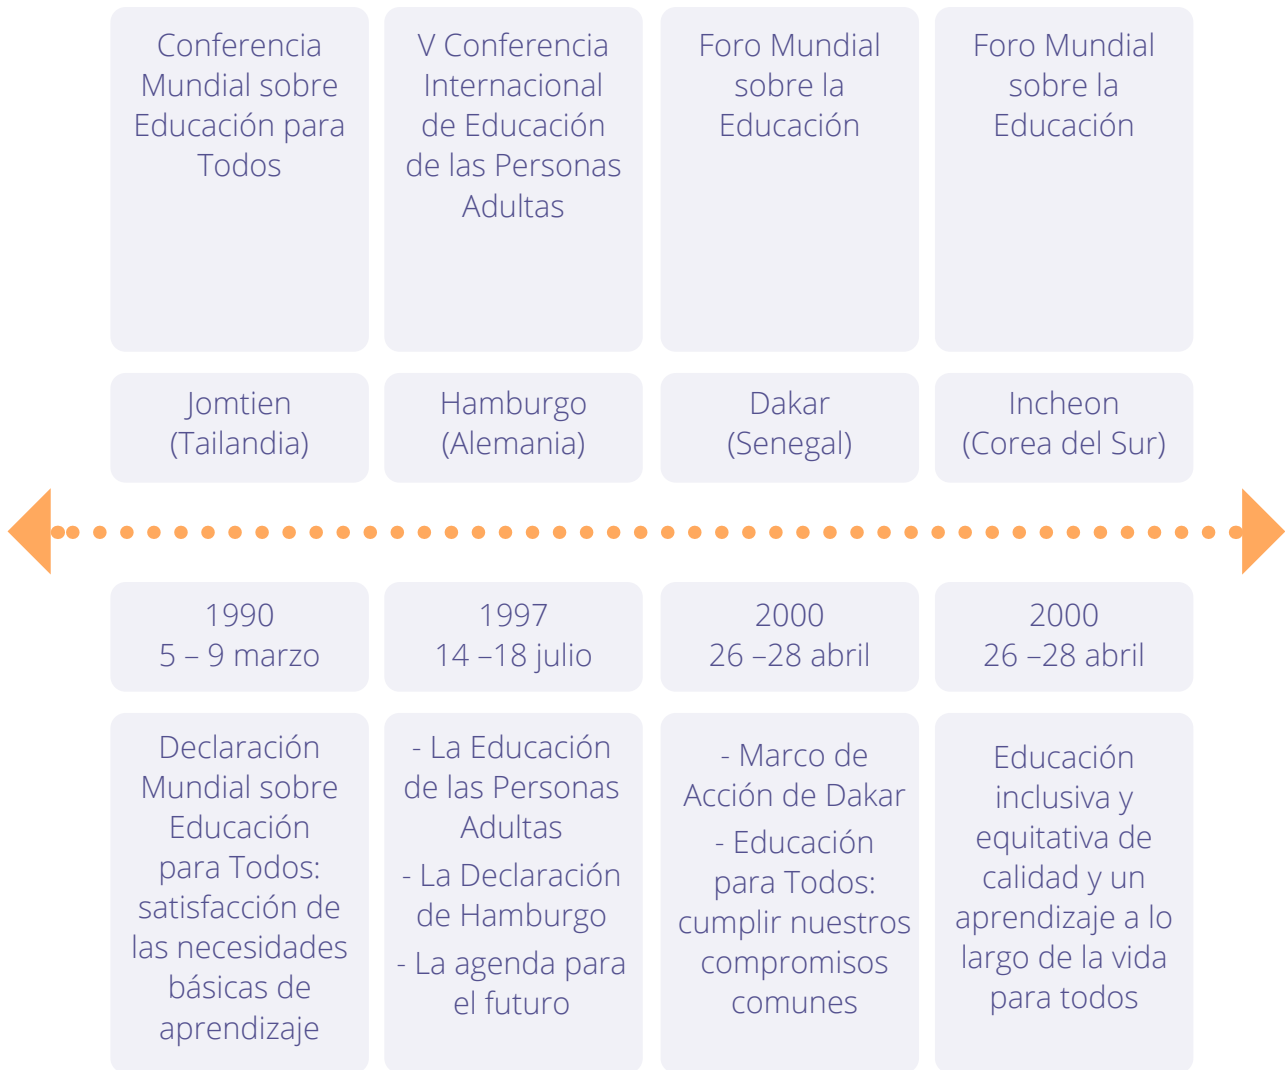 Conferencia
Mundial sobre
Educación para
Todos
V Conferencia
Internacional
de Educación
de las Personas
Adultas
Foro Mundial
sobre la
Educación
Foro Mundial
sobre la
Educación
Jomtien
(Tailandia)
Hamburgo
(Alemania)
Dakar
(Senegal)
Incheon
(Corea del Sur)
1990
5 – 9 marzo
1997
14 –18 julio
2000
26 –28 abril
2000
26 –28 abril
Declaración
Mundial sobre
Educación
para Todos:
satisfacción de
las necesidades
básicas de
aprendizaje
- La Educación
de las Personas
Adultas
- La Declaración
de Hamburgo
- La agenda para
el futuro
- Marco de
Acción de Dakar
- Educación
para Todos:
cumplir nuestros
compromisos
comunes
Educación
inclusiva y
equitativa de
calidad y un
aprendizaje a lo
largo de la vida
para todos